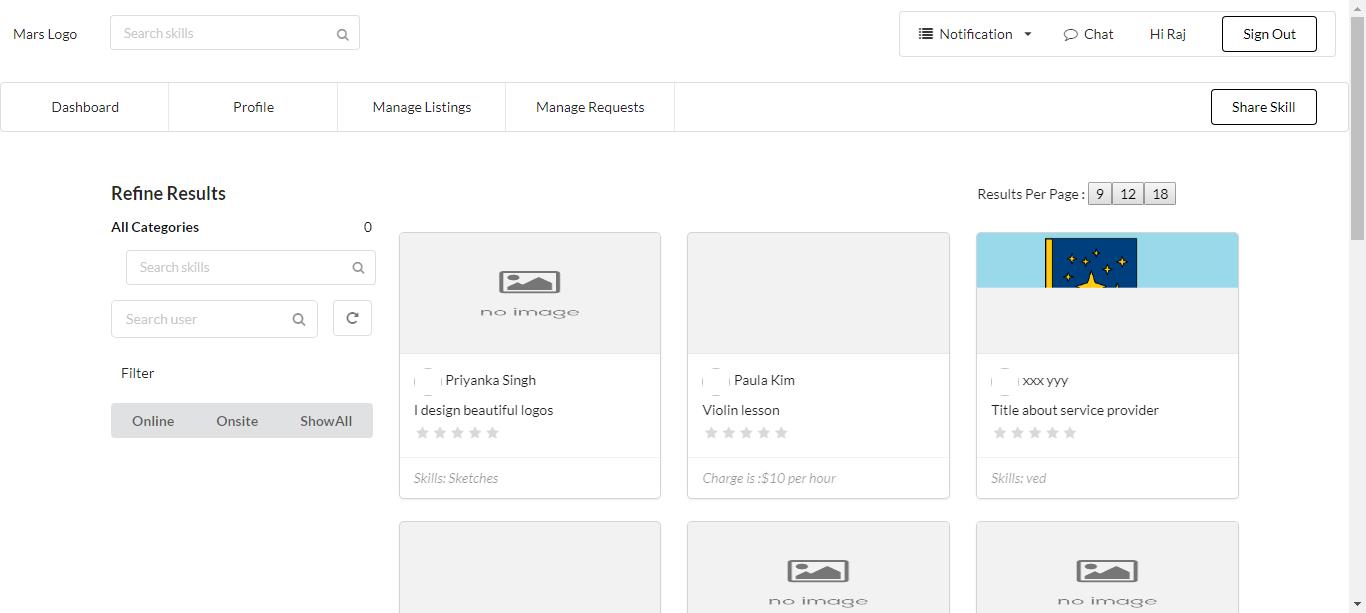 Mars Logo
Search skills
Notification
Chat
Hi Raj
Sign Out
Dashboard
Profile
Manage Listings
Manage Requests
Share Skill
Refine Results
Results Per Page : 9 12 18
All Categories 0
Search skills
Search user
Filter
Online Onsite ShowAll
no image
Priyanka Singh
I design beautiful logos
Skills: Sketches
Paula Kim
Violin lesson
Charge is :$10 per hour
xxx yyy
Title about service provider
Skills: ved
no image
no image